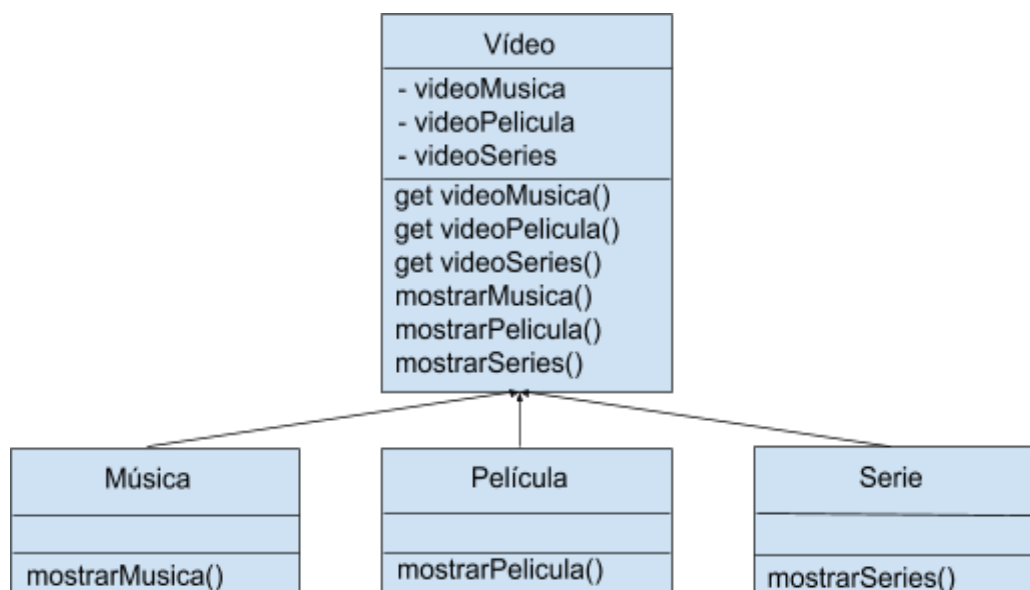 Vídeo
- videoMusica
- videoPelicula
- videoSeries
get videoMusica()
get videoPelicula()
get videoSeries()
mostrarMusica()
mostrarPelicula()
mostrarSeries()
Música
mostrarMusica()
Película
mostrarPelicula()
Serie
mostrarSeries()